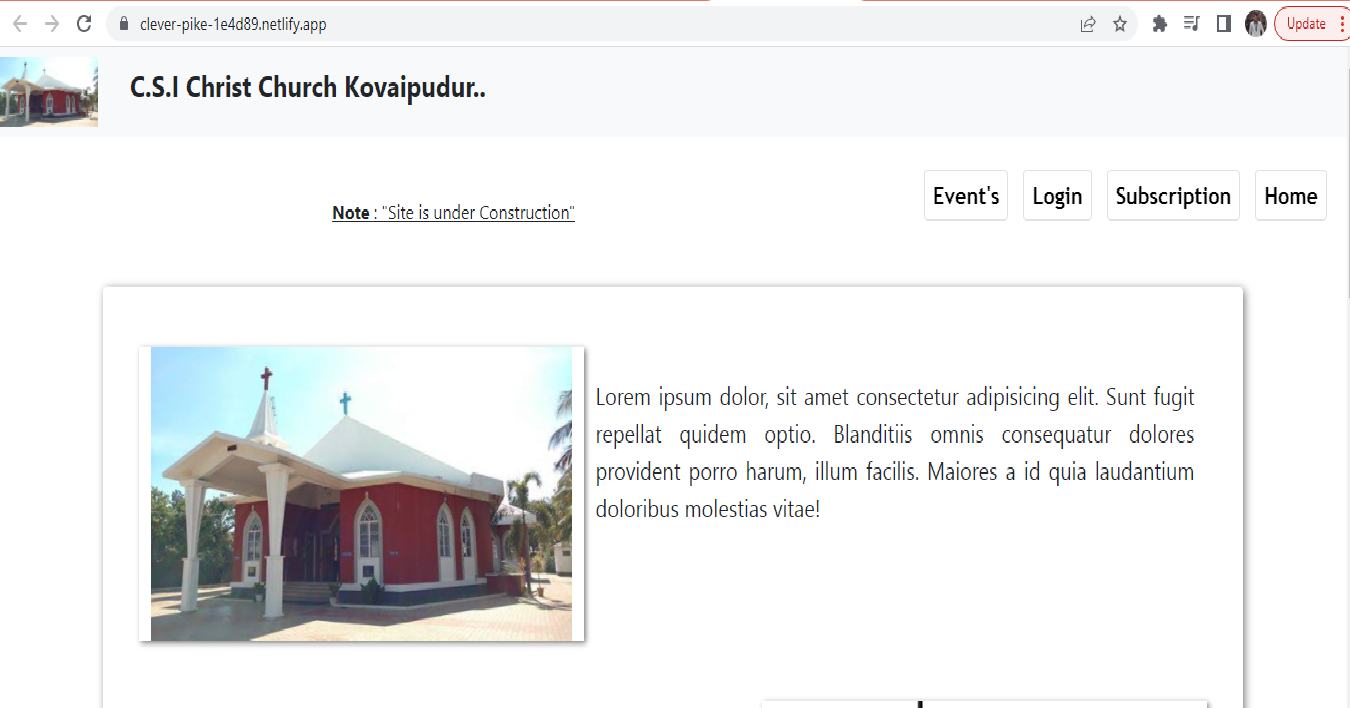 clever-pike-1e4d89.netlify.app
Update
C.S.I Christ Church Kovaipudur..
Event's Login Subscription Home
Note : "Site is under Construction"
Lorem ipsum dolor, sit amet consectetur adipisicing elit. Sunt fugit
repellat quidem optio. Blanditiis omnis consequatur dolores
provident porro harum, illum facilis. Maiores a id quia laudantium
doloribus molestias vitae!